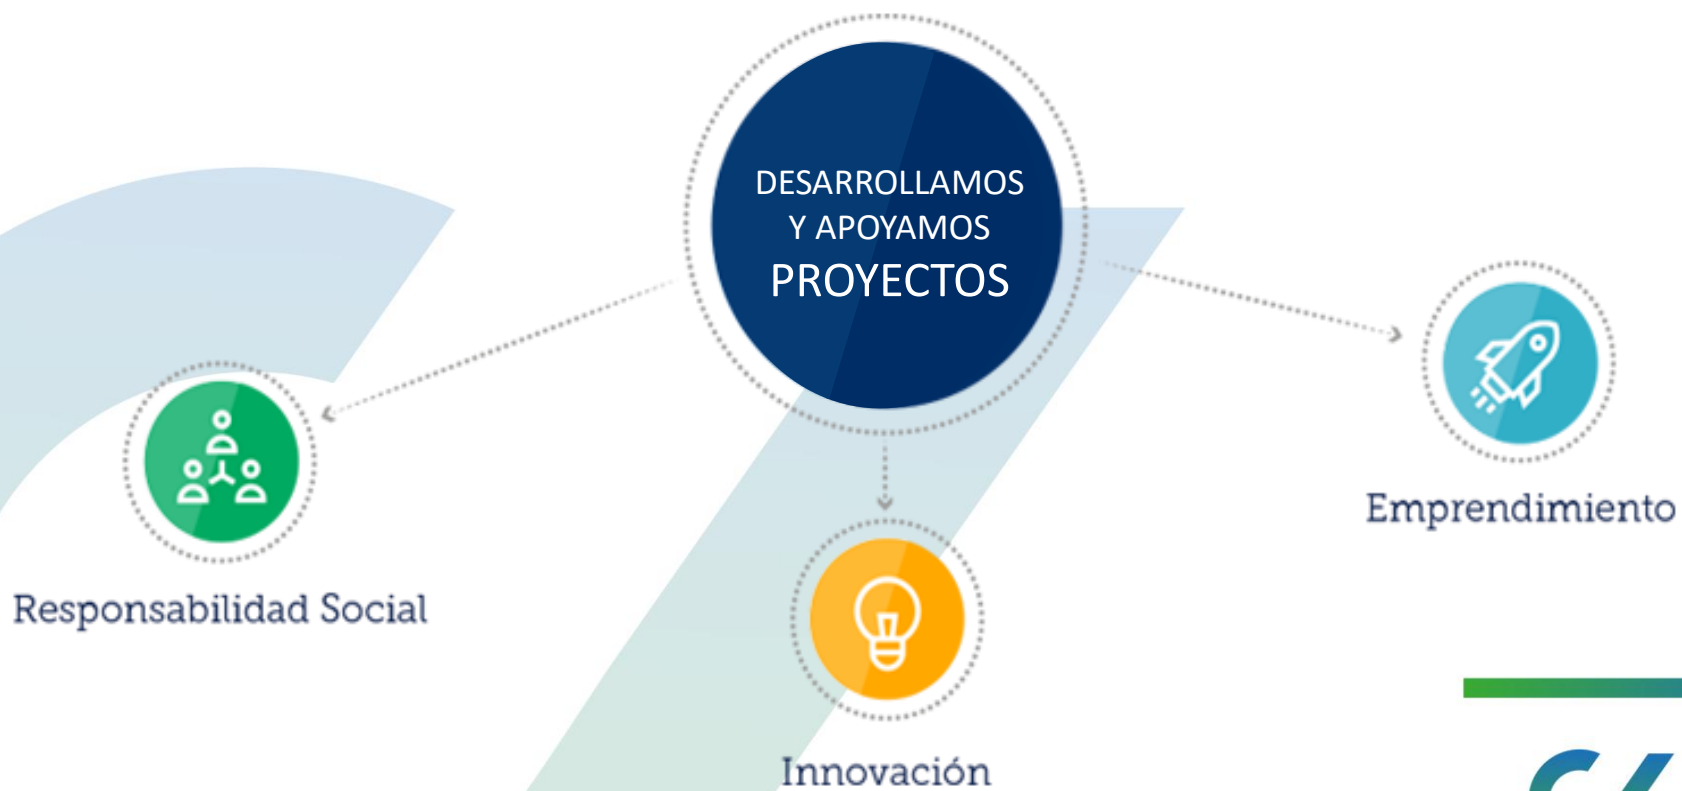 DESARROLLAMOS
Y APOYAMOS
PROYECTOS
Responsabilidad Social
Innovación
Emprendimiento